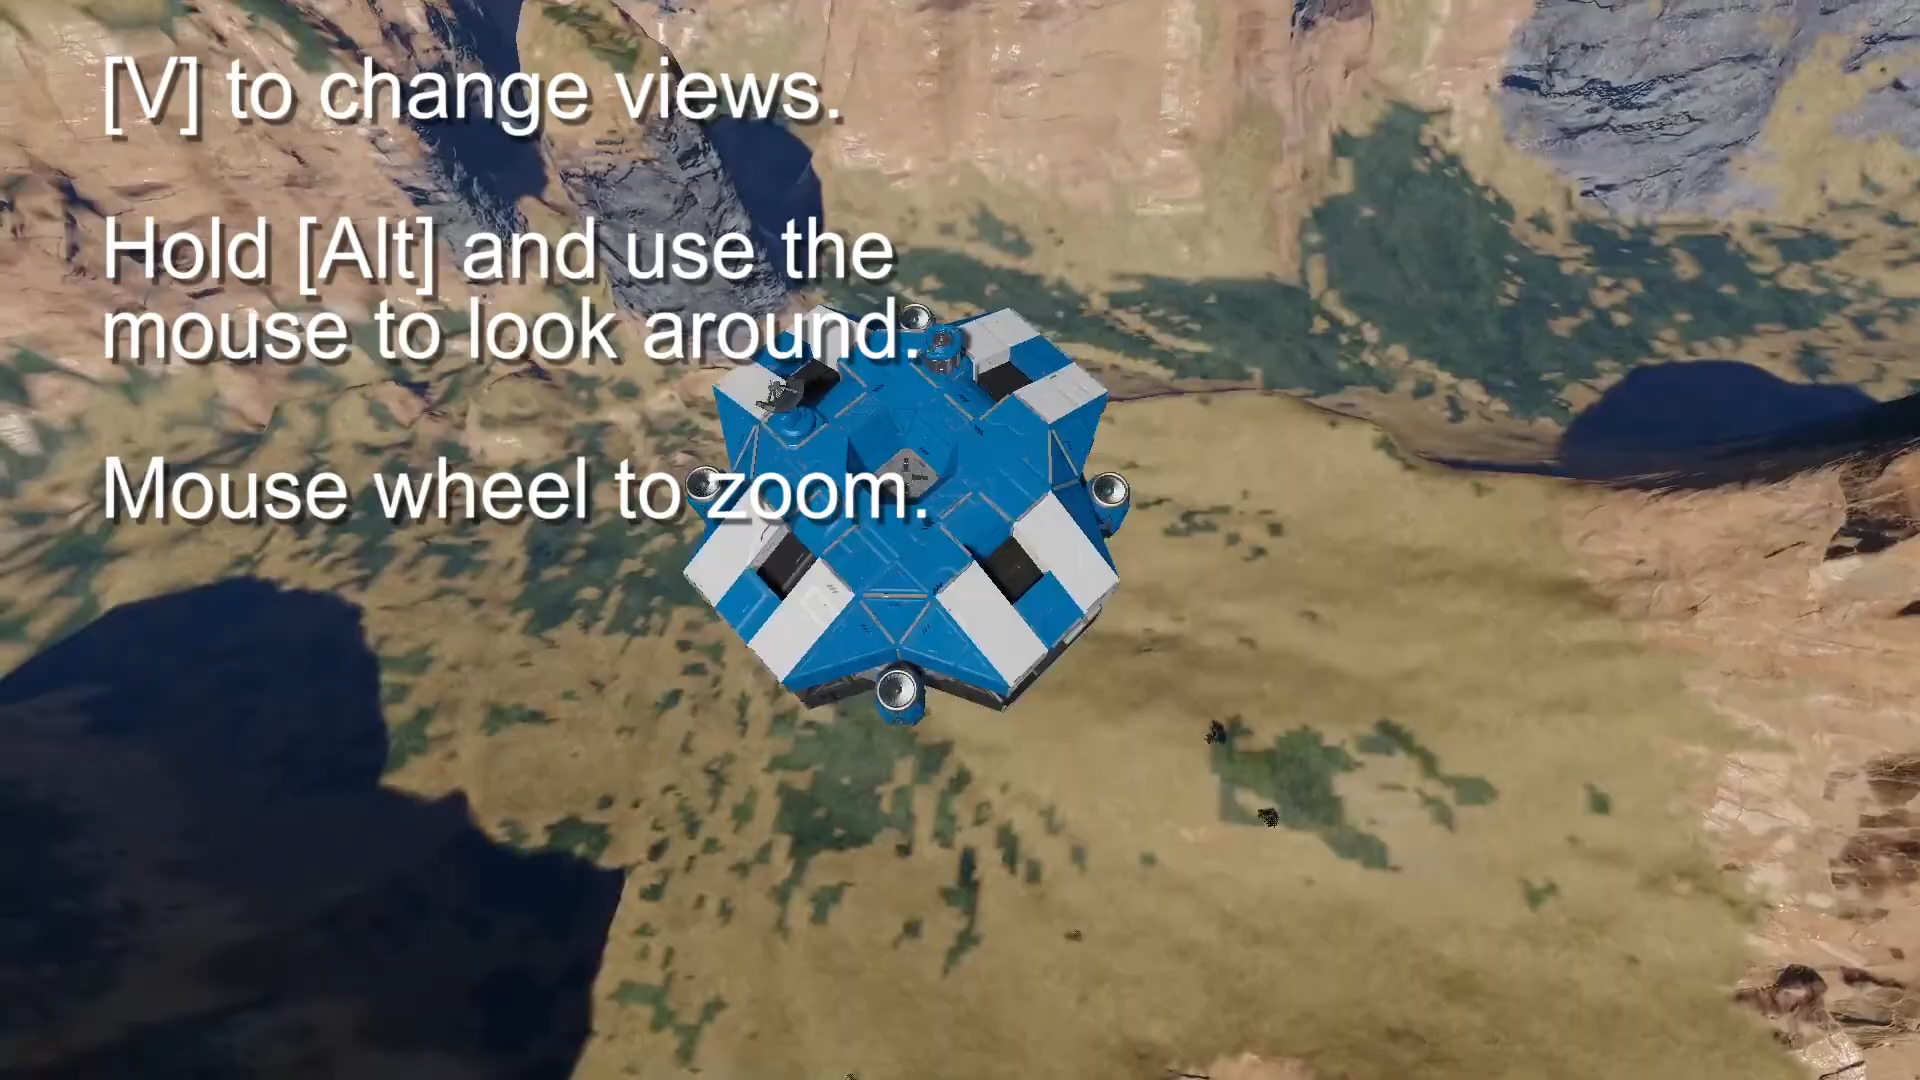 [V] to change views.
Hold [Alt] and use the
mouse to look around.
Mouse wheel to zoom.